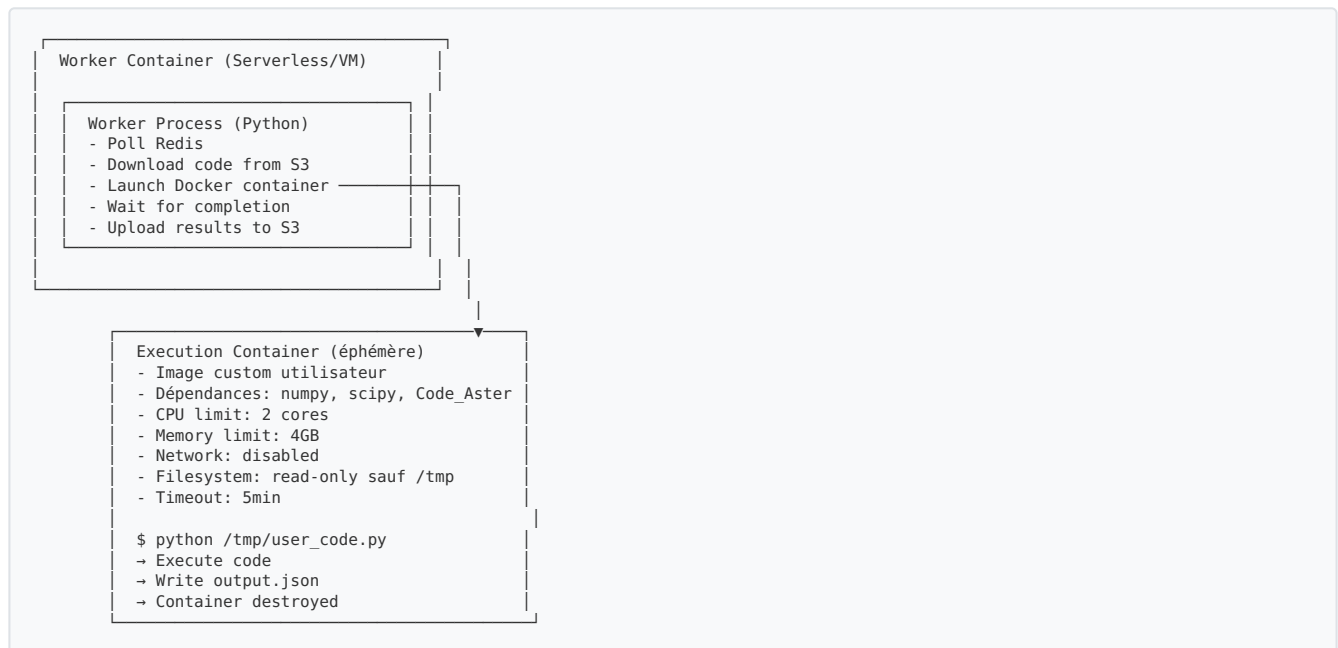 Worker Container (Serverless/VM)
Worker Process (Python)
- Poll Redis
- Download code from S3
- Launch Docker container
- Wait for completion
- Upload results to S3
Execution Container (éphémère)
- Image custom utilisateur
- Dépendances: numpy, scipy, Code_Aster
- CPU limit: 2 cores
- Memory limit: 4GB
- Network: disabled
- Filesystem: read-only sauf /tmp
- Timeout: 5min
$ python /tmp/user_code.py
→ Execute code
→ Write output.json
→ Container destroyed